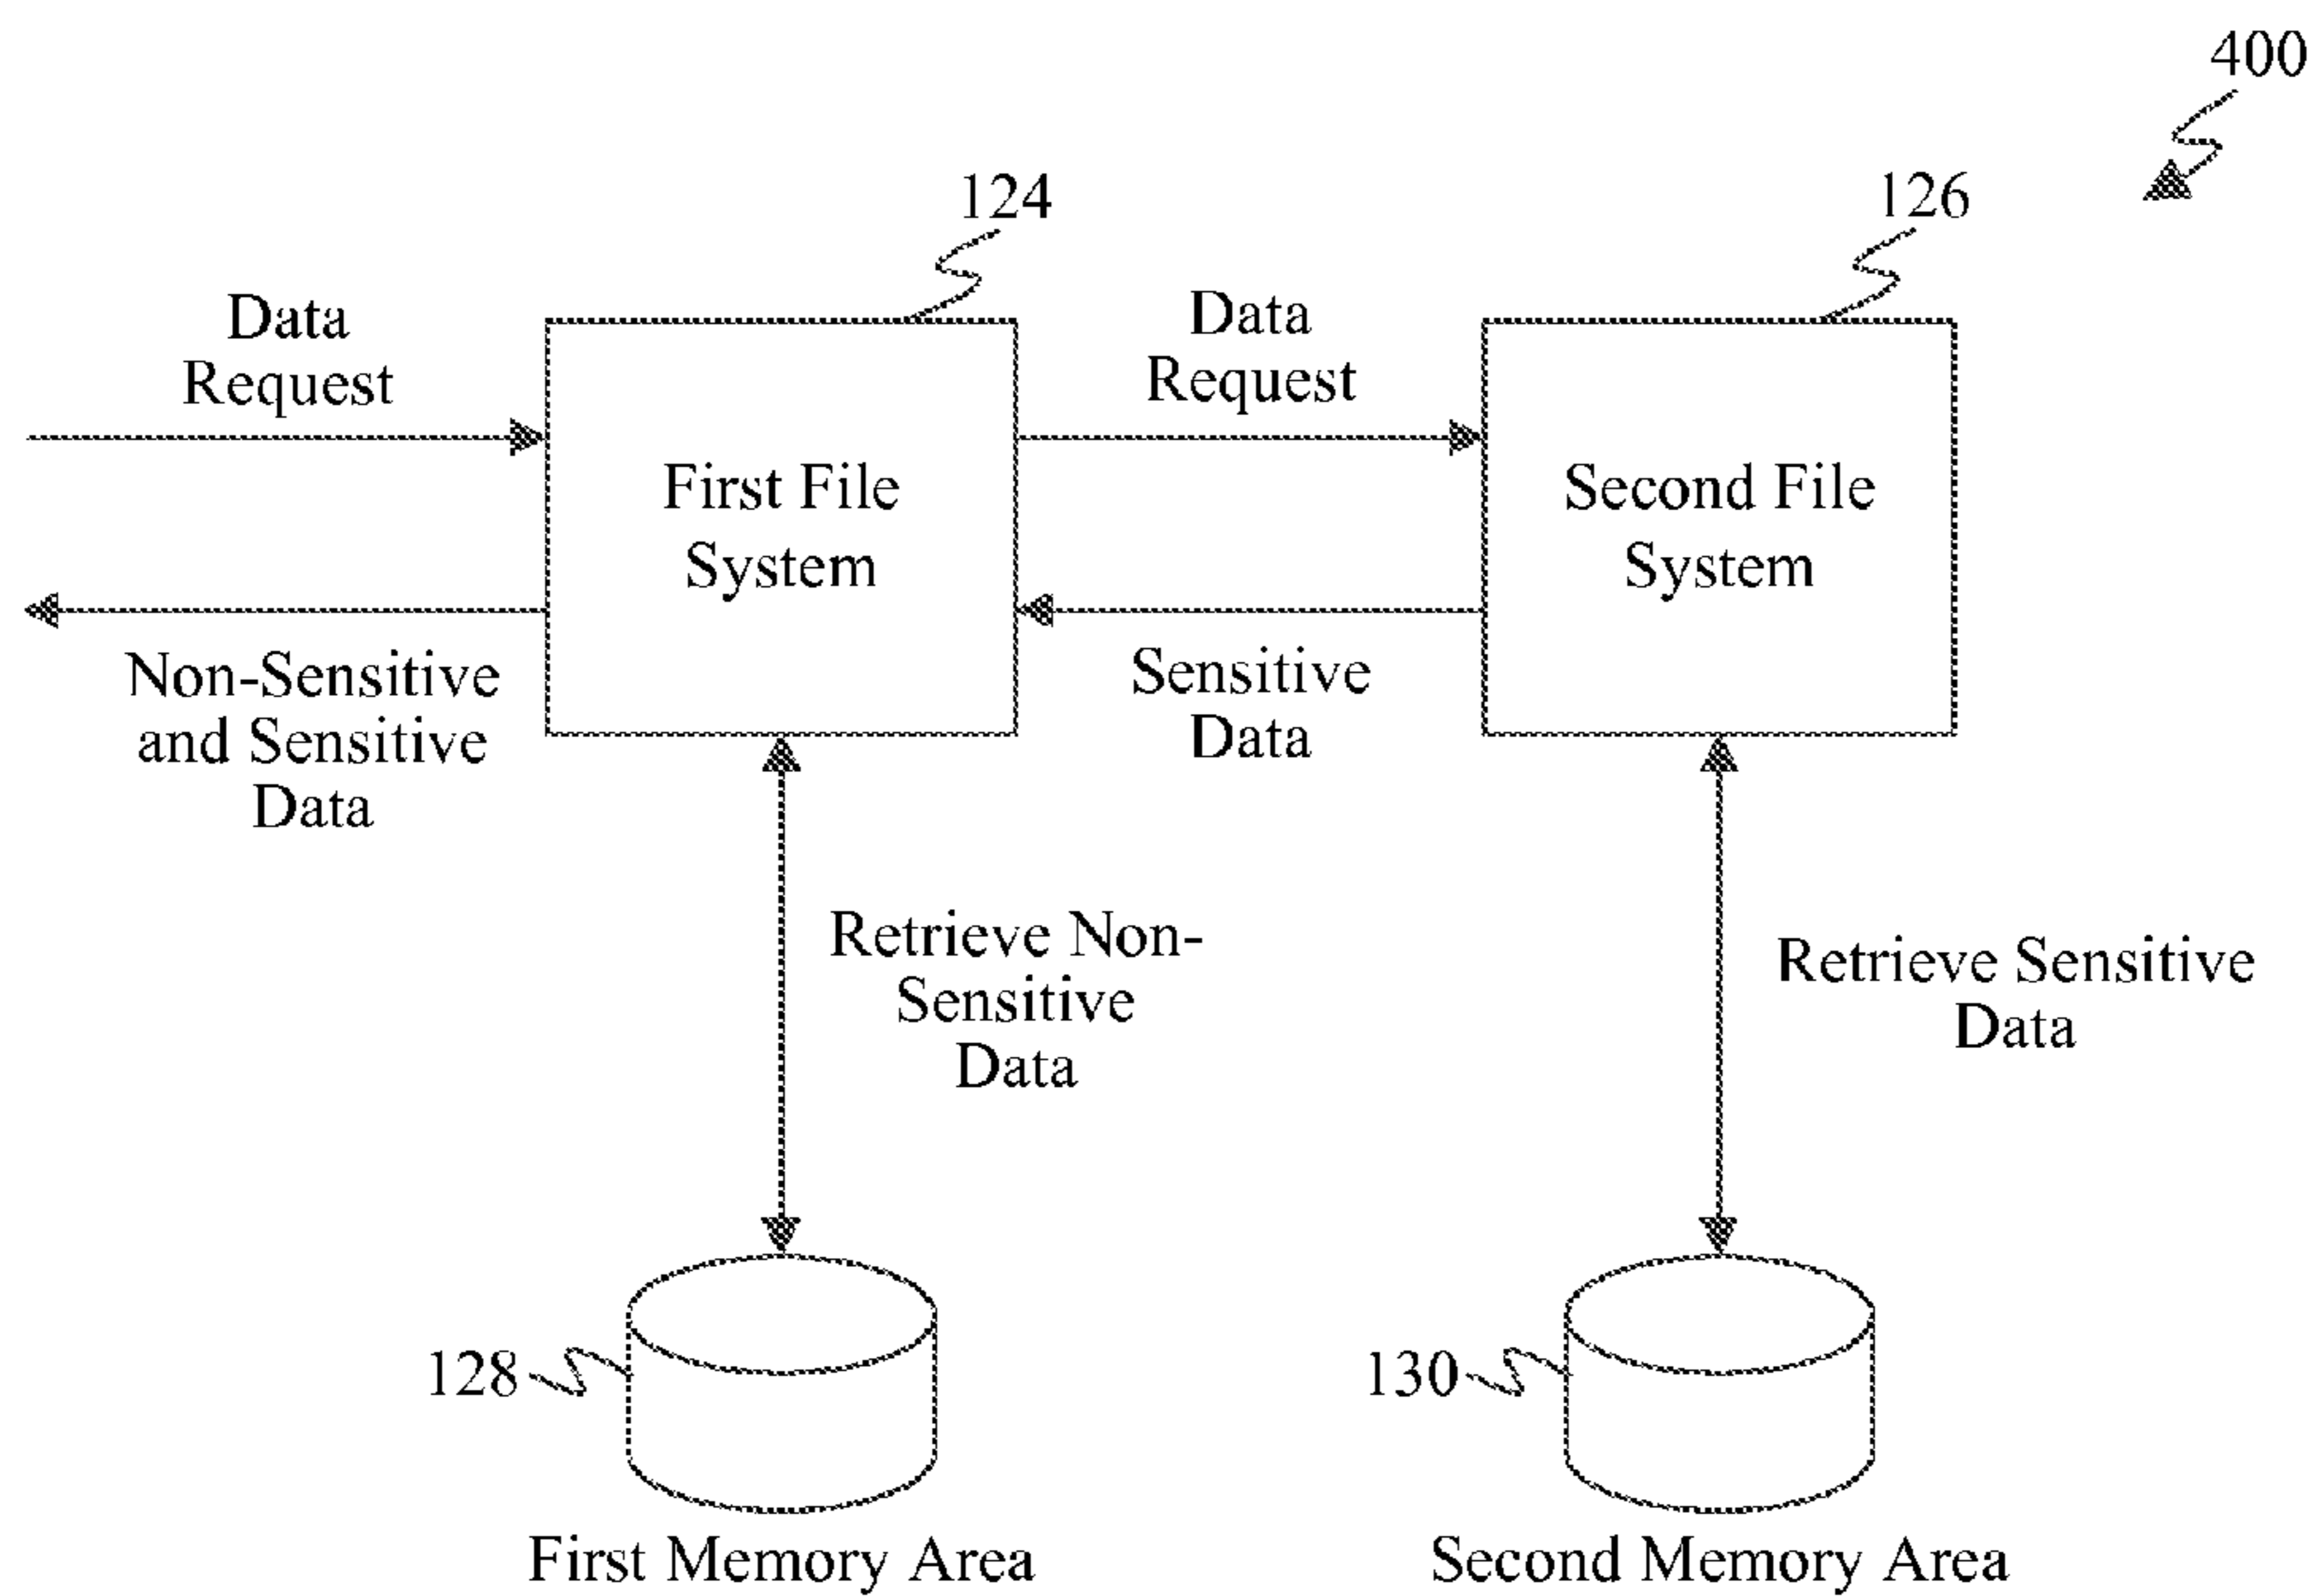 400
124
126
Data
Request
Data
Request
First File
System
Second File
System
Non-Sensitive
and Sensitive
Data
Sensitive
Data
Retrieve Non-
Sensitive
Data
Retrieve Sensitive
Data
128
130
First Memory Area
Second Memory Area